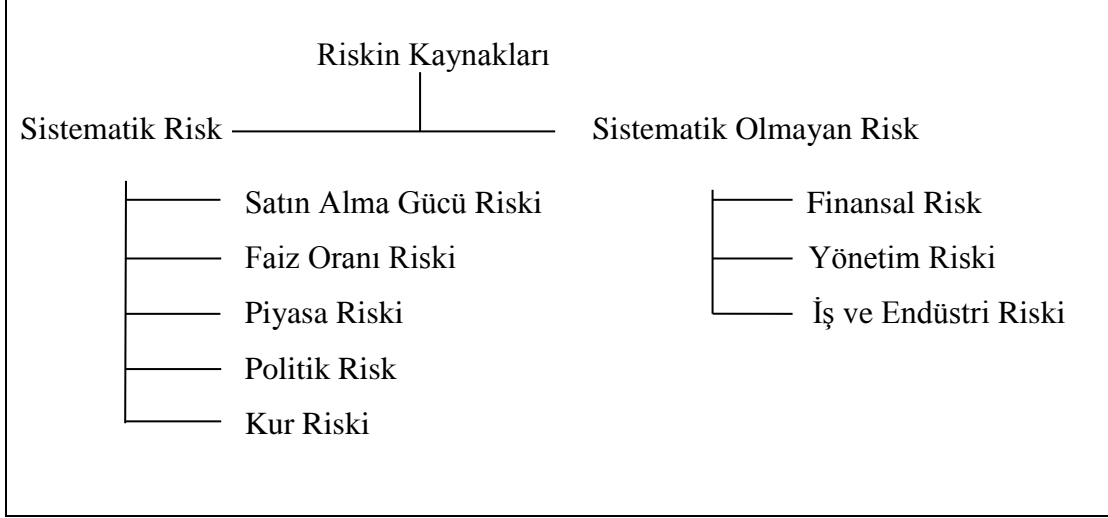 Riskin Kaynakları
Sistematik Risk
Sistematik Olmayan Risk
Satın Alma Gücü Riski
Faiz Oranı Riski
Piyasa Riski
Politik Risk
Kur Riski
Finansal Risk
Yönetim Riski
İş ve Endüstri Riski